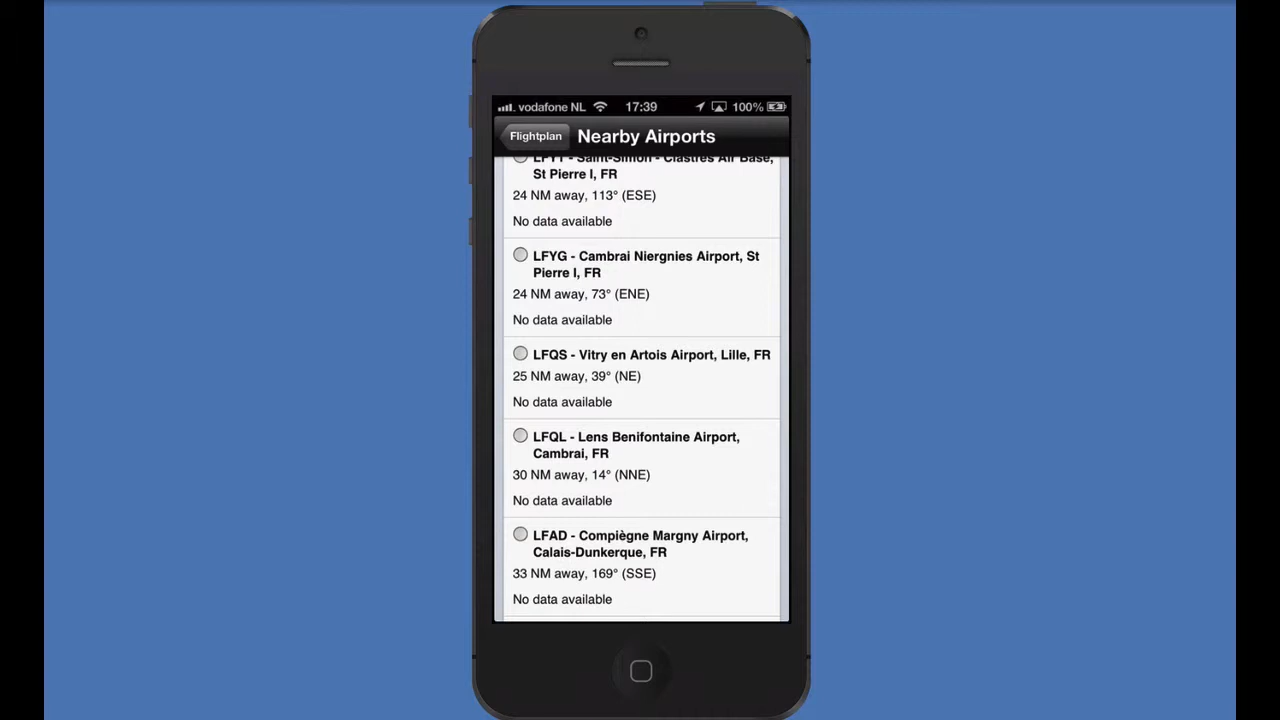 vodafone NL 17:39 100%
Flightplan Nearby Airports
Saint-Simon - Clastres Air Base,
St Pierre I, FR
24 NM away, 113° (ESE)
No data available
LFYG - Cambrai Niergnies Airport, St
Pierre I, FR
24 NM away, 73° (ENE)
No data available
LFQS - Vitry en Artois Airport, Lille, FR
25 NM away, 39° (NE)
No data available
LFQL - Lens Benifontaine Airport,
Cambrai, FR
30 NM away, 14° (NNE)
No data available
LFAD - Compiègne Margny Airport,
Calais-Dunkerque, FR
33 NM away, 169° (SSE)
No data available